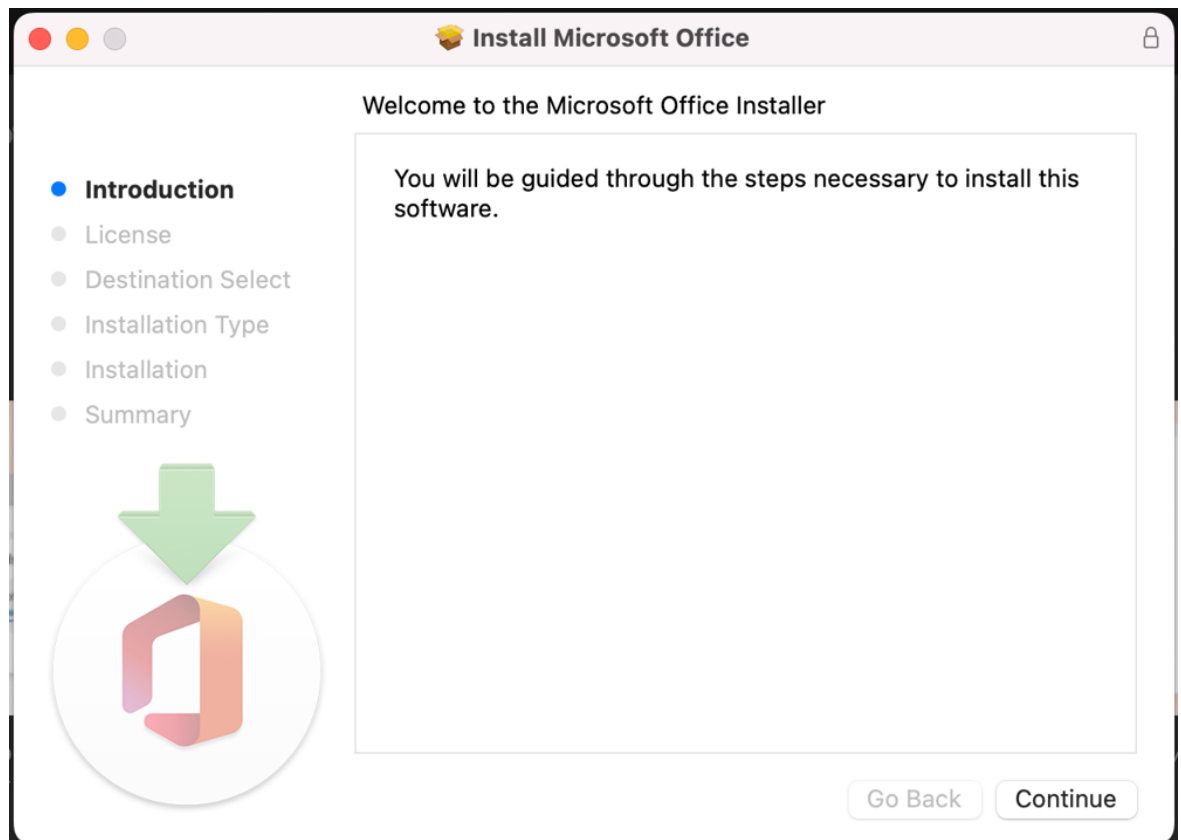 Install Microsoft Office
Welcome to the Microsoft Office Installer
Introduction
License
Destination Select
Installation Type
Installation
Summary
You will be guided through the steps necessary to install this
software.
Go Back
Continue